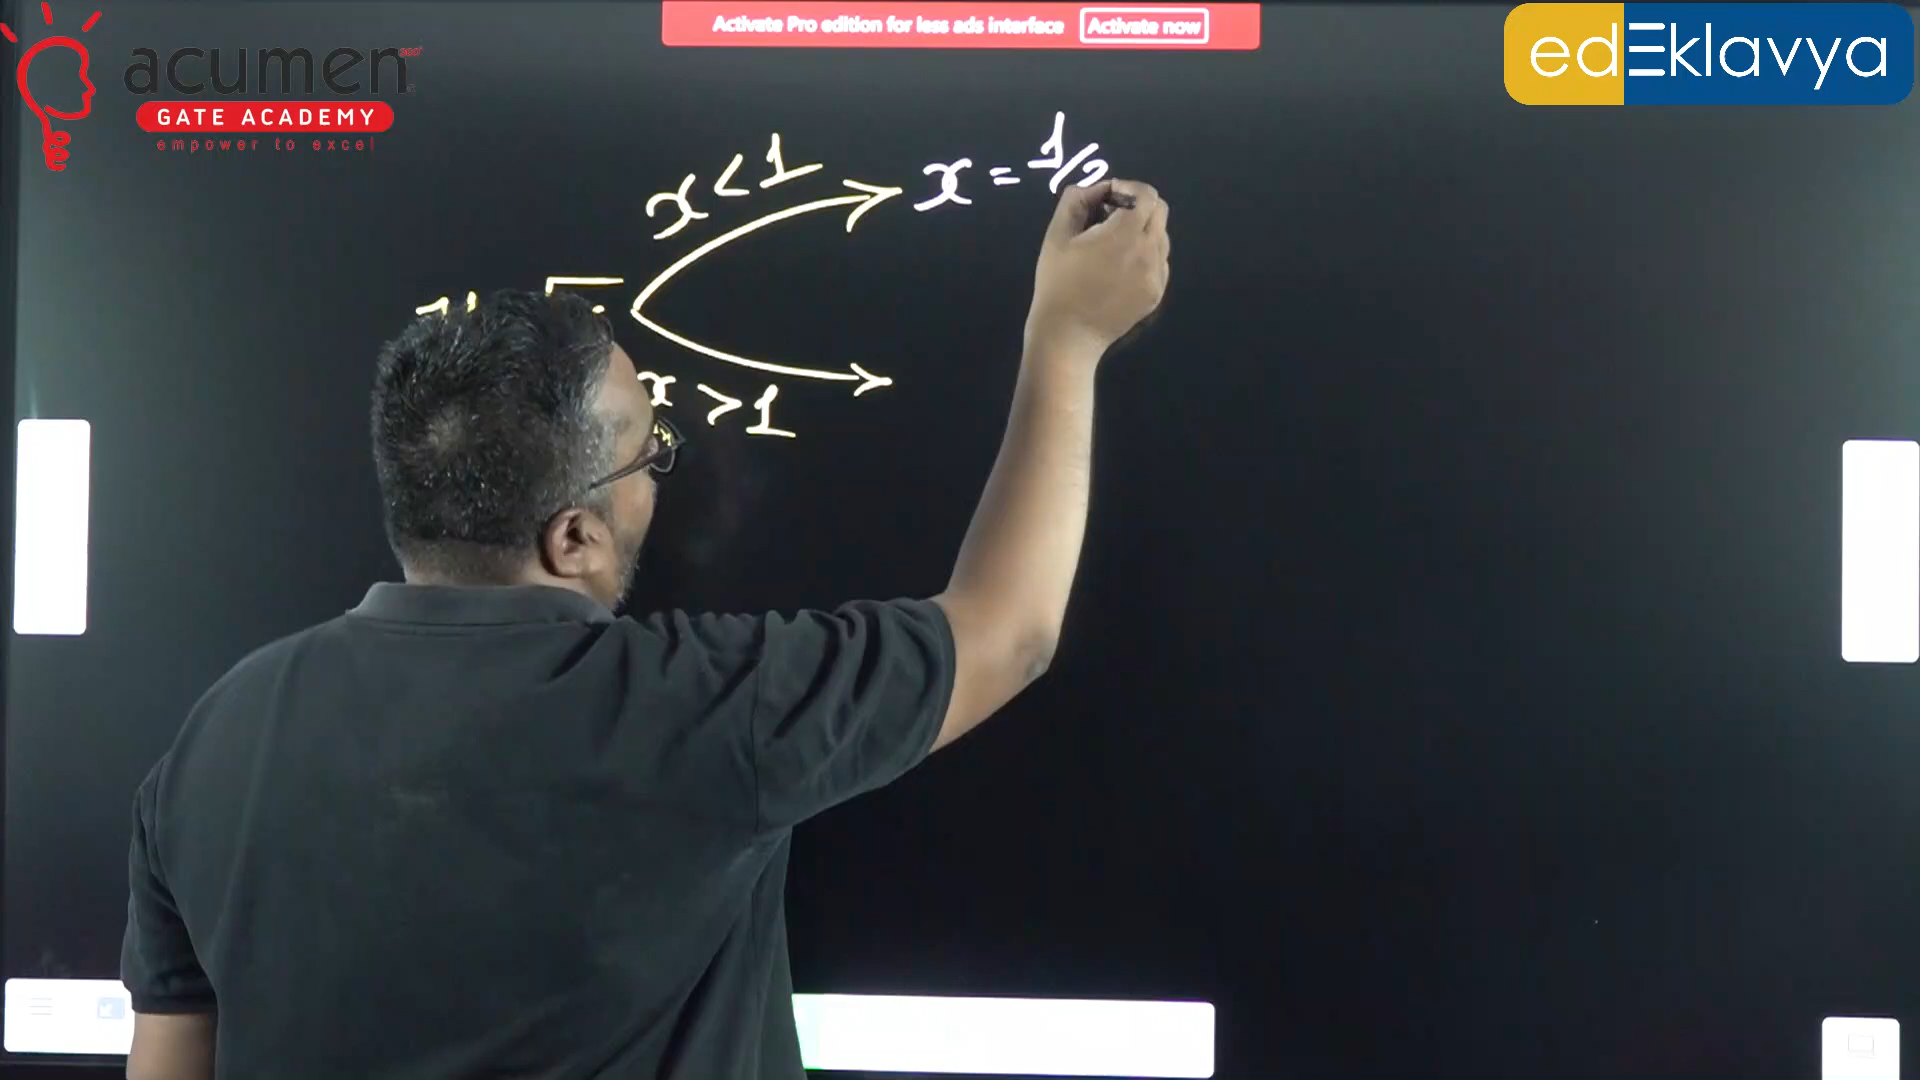 Activate Pro edition for less ads interface Activate now
acumen
GATE ACADEMY
empower to excel
edEklavya
x < 1
x = 1/2
x > 1